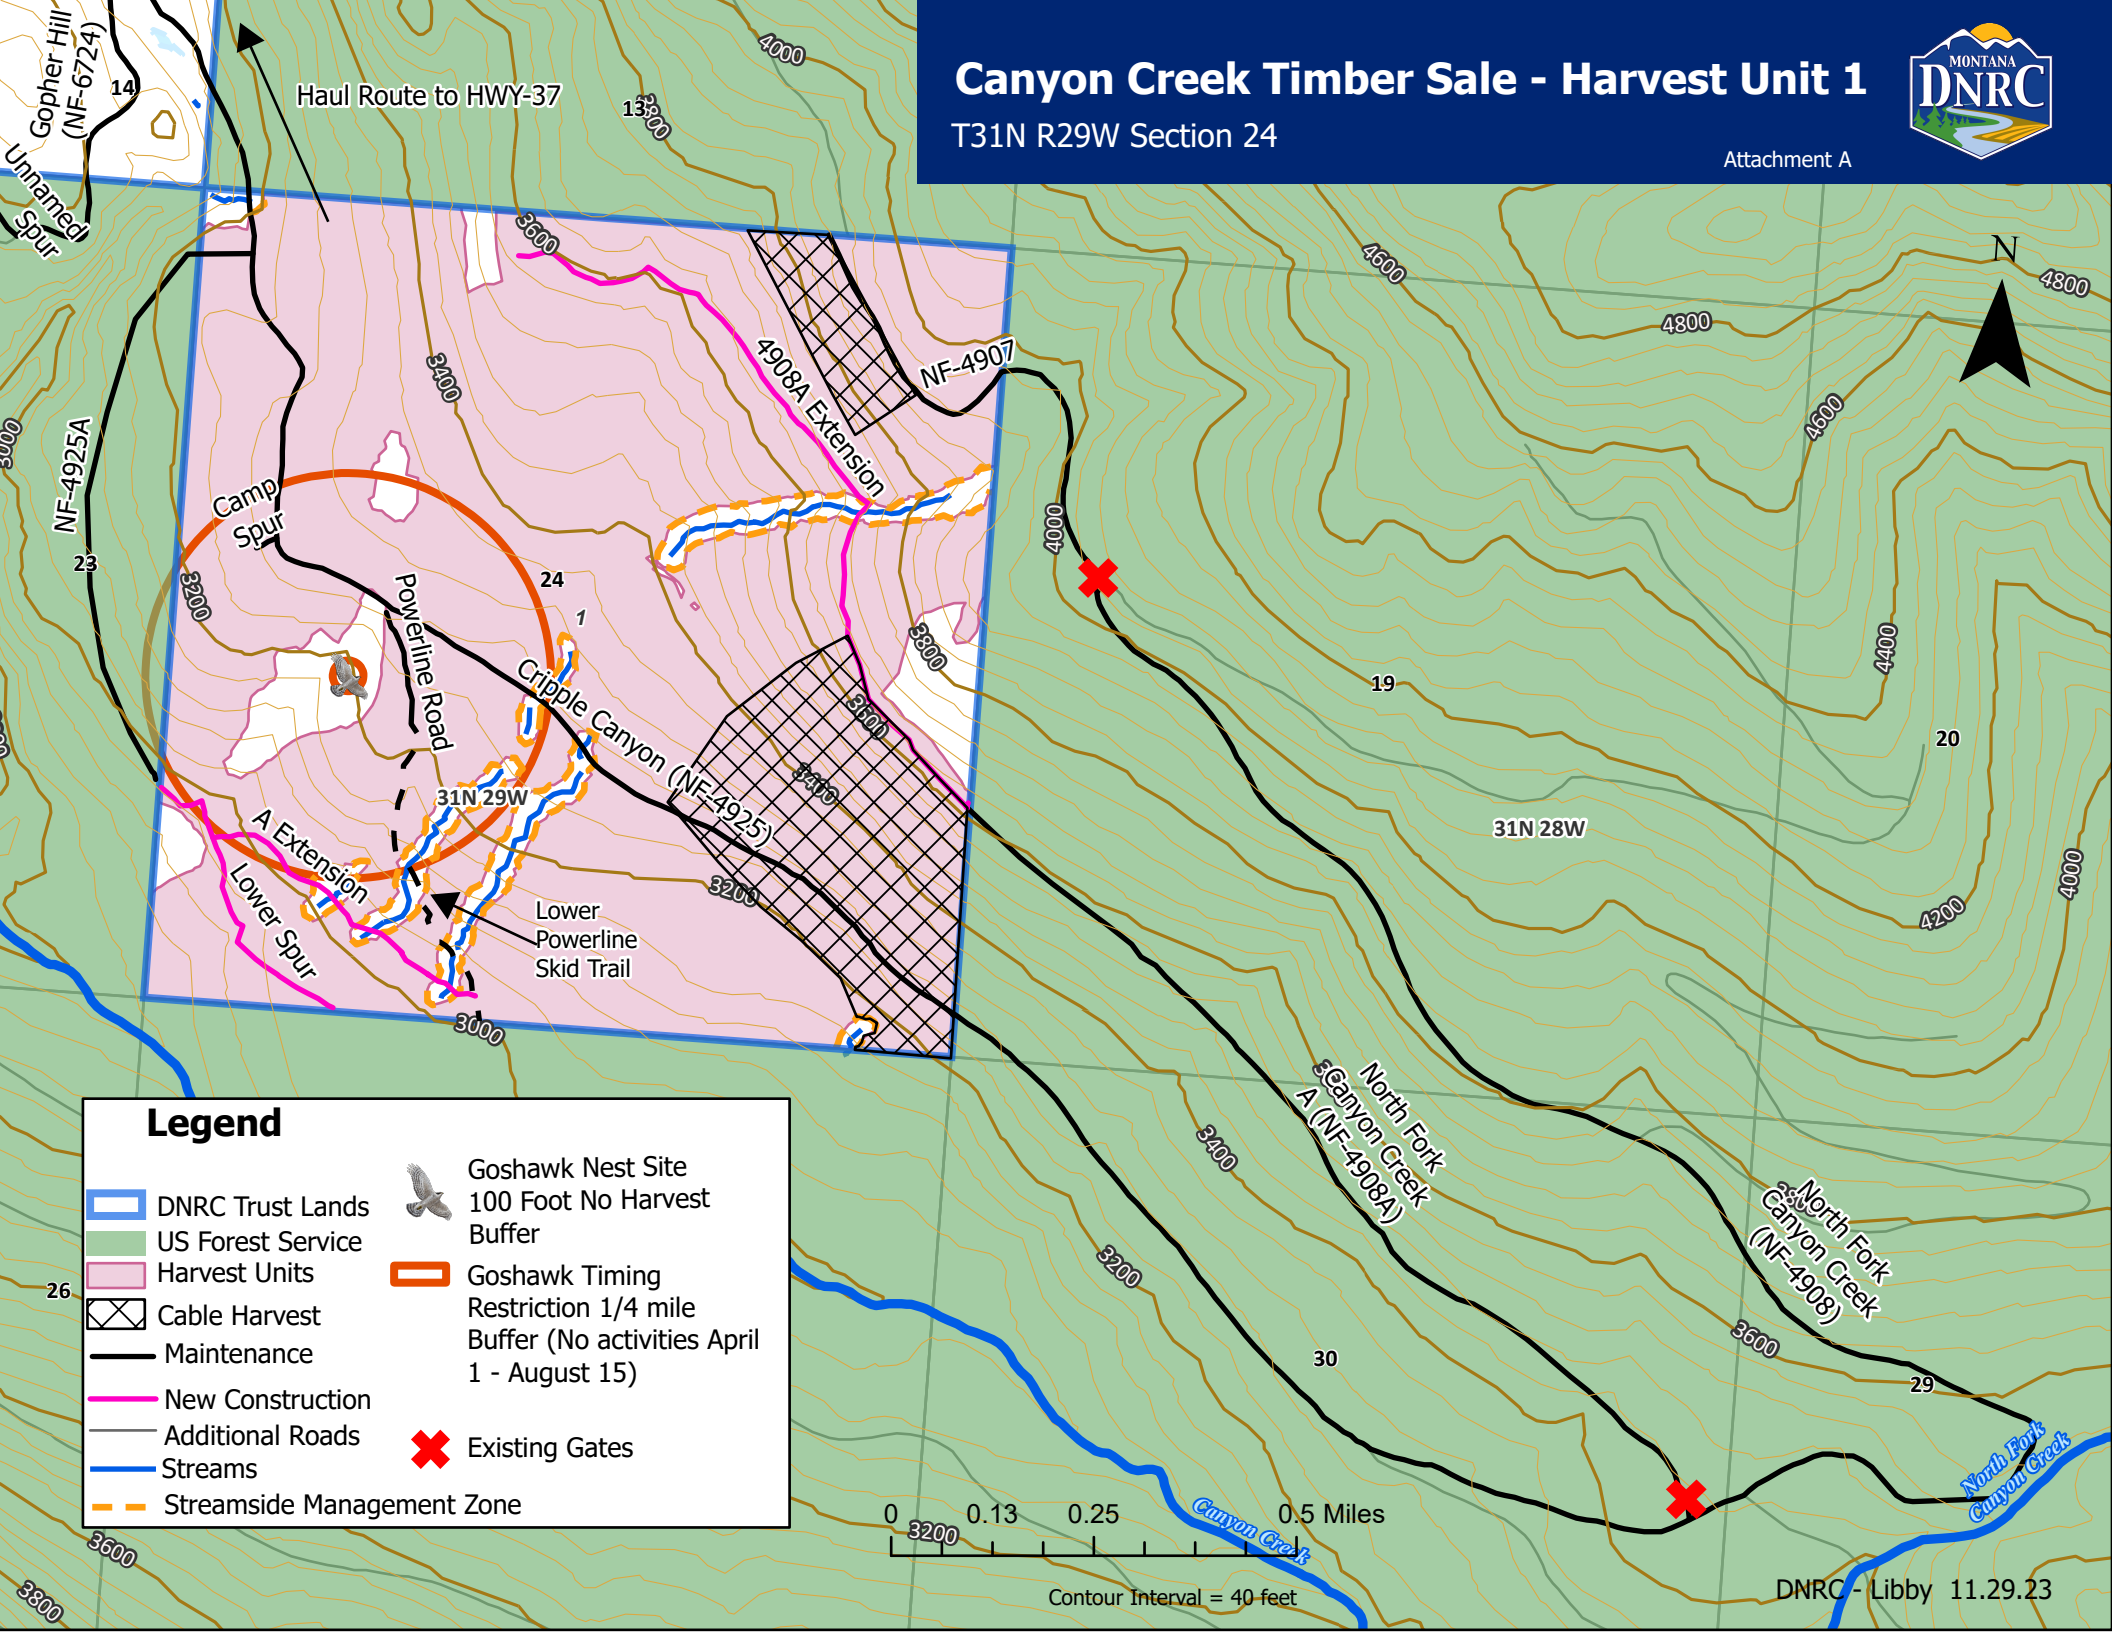 Canyon Creek Timber Sale - Harvest Unit 1
T31N R29W Section 24
Attachment A
MONTANA
DNRC
Gopher Hill
(NF-6724)
14
Haul Route to HWY-37
13
3800
4000
Unnamed
Spur
3600
N
4600
4800
4800
4600
3400
4908A Extension
NF-4907
3000
NF-4925A
Camp
Spur
4000
23
3200
24
1
Powerline Road
3800
4400
19
Cripple Canyon (NF-4925)
3600
20
3400
31N 29W
31N 28W
A Extension
3200
4000
4200
Lower Spur
Lower
Powerline
Skid Trail
3000
North Fork
Canyon Creek
A (NF-4908A)
3400
North Fork
Canyon Creek
(NF-4908)
3200
3600
30
29
26
Legend
DNRC Trust Lands
US Forest Service
Harvest Units
Cable Harvest
Maintenance
New Construction
Additional Roads
Streams
Streamside Management Zone
Goshawk Nest Site
100 Foot No Harvest
Buffer
Goshawk Timing
Restriction 1/4 mile
Buffer (No activities April
1 - August 15)
Existing Gates
North Fork
Canyon Creek
0 0.13 0.25 0.5 Miles
3200
Canyon Creek
Contour Interval = 40 feet
3600
3800
DNRC - Libby 11.29.23